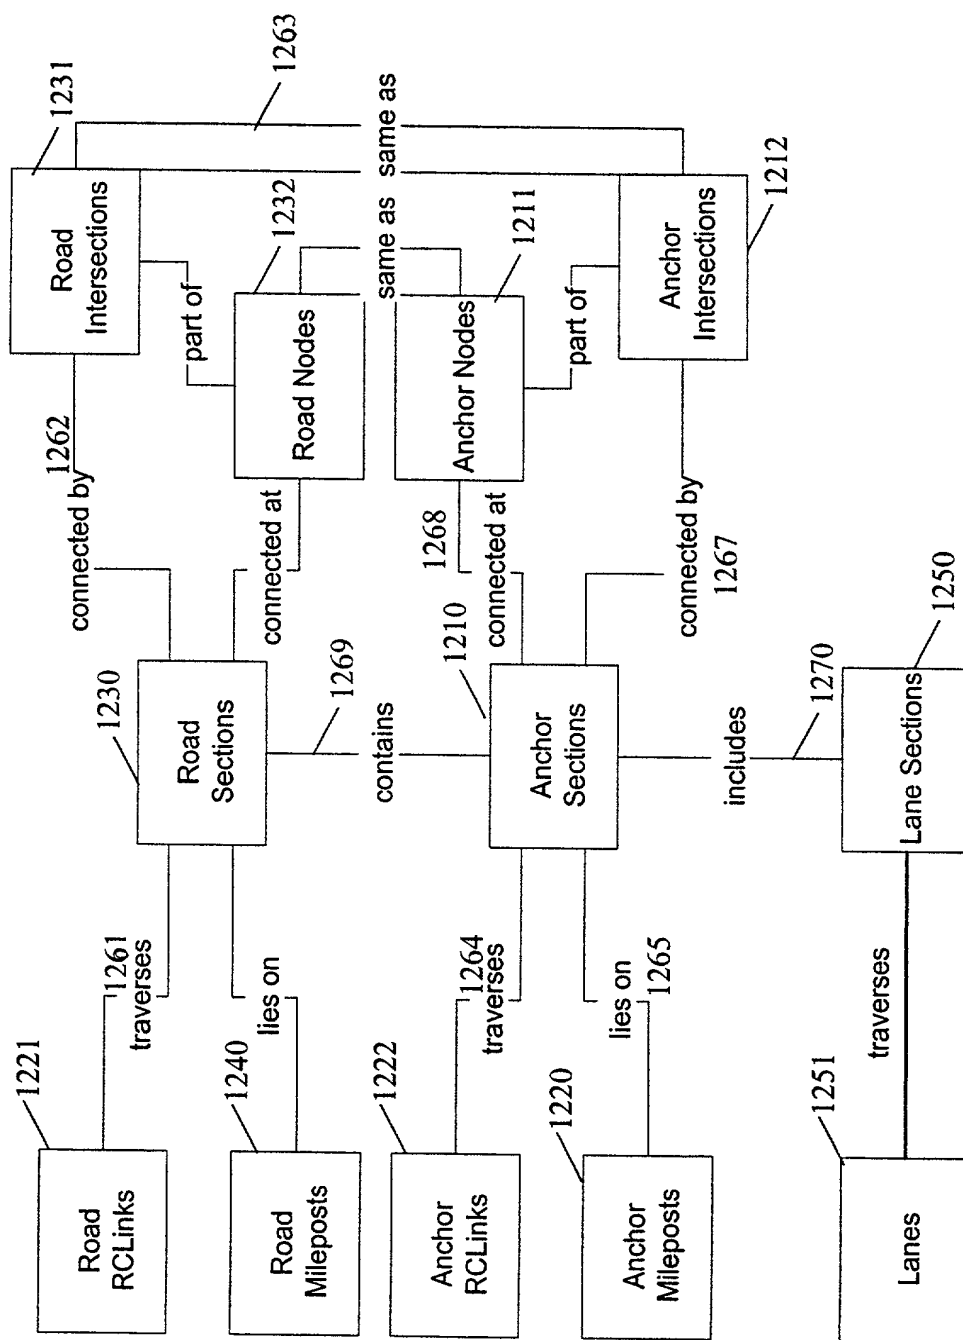 1251
Lanes
1220
Anchor
Mileposts
1222
Anchor
RCLinks
1240
Road
Mileposts
1221
Road
RCLinks
traverses
lies on
1265
1264
traverses
lies on
1261
traverses
1250
Lane Sections
includes
1270
1210
Anchor
Sections
contains
1269
1230
Road
Sections
connected by
1267
1268
connected at
connected at
1262
connected by
1212
Anchor
Intersections
part of
1211
Anchor Nodes
same as
1232
Road Nodes
part of
1231
Road
Intersections
same as
1263